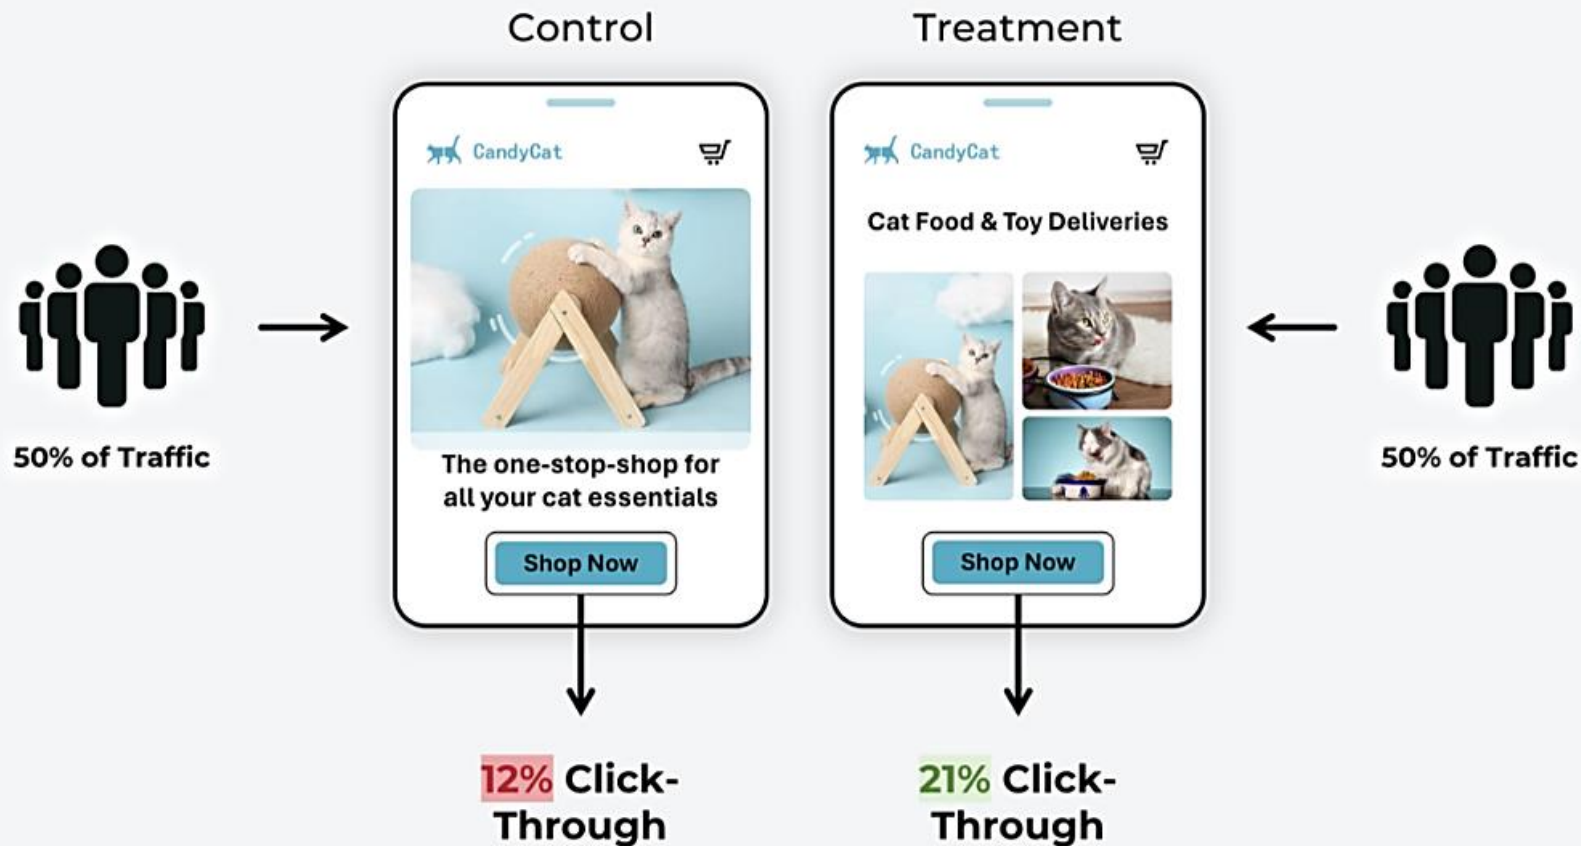 Control
Treatment
CandyCat
CandyCat
Cat Food & Toy Deliveries
50% of Traffic
50% of Traffic
The one-stop-shop for
all your cat essentials
Shop Now
Shop Now
12% Click-
Through
21% Click-
Through